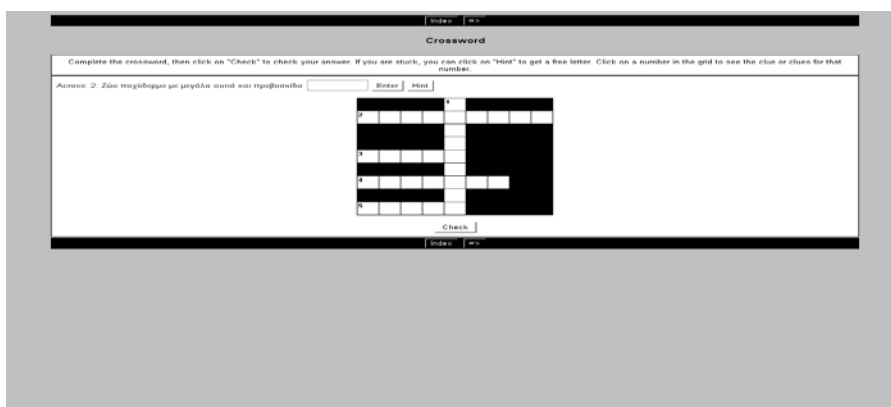 Index =>
Crossword
Complete the crossword, then click on "Check" to check your answer. If you are stuck, you can click on "Hint" to get a free letter. Click on a number in the grid to see the clue or clues for that
number.
Across: 2. Ζώο παχύδερμο με μεγάλα αυτιά και προβοσκίδα Enter Hint
1
2
3
4
5
Check
Index =>